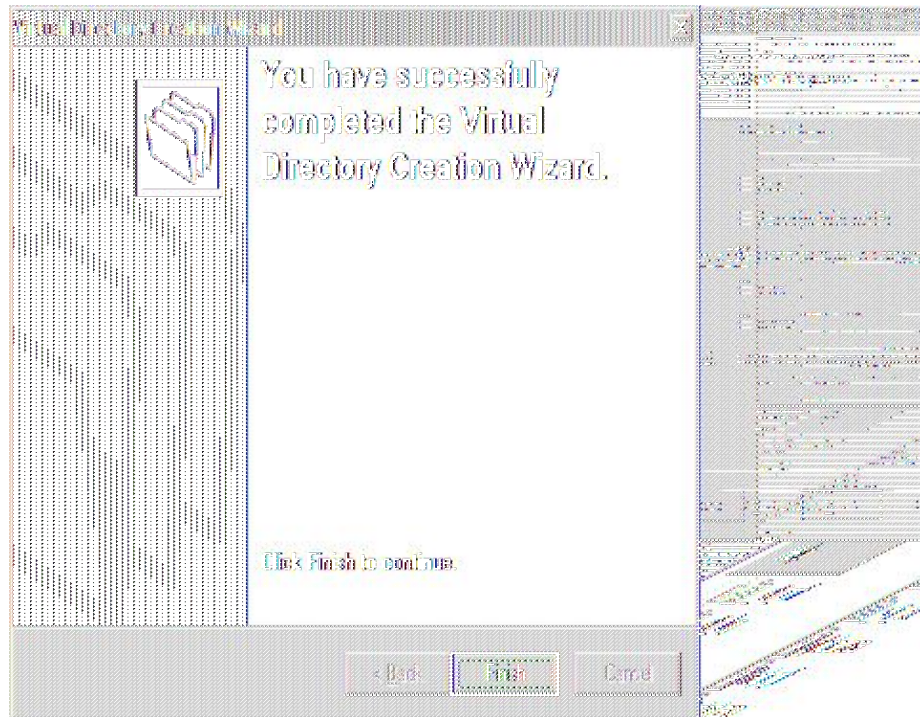 Virtual Directory Creation Wizard
You have successfully
completed the Virtual
Directory Creation Wizard.
Click Finish to continue.
< Back
Finish
Cancel